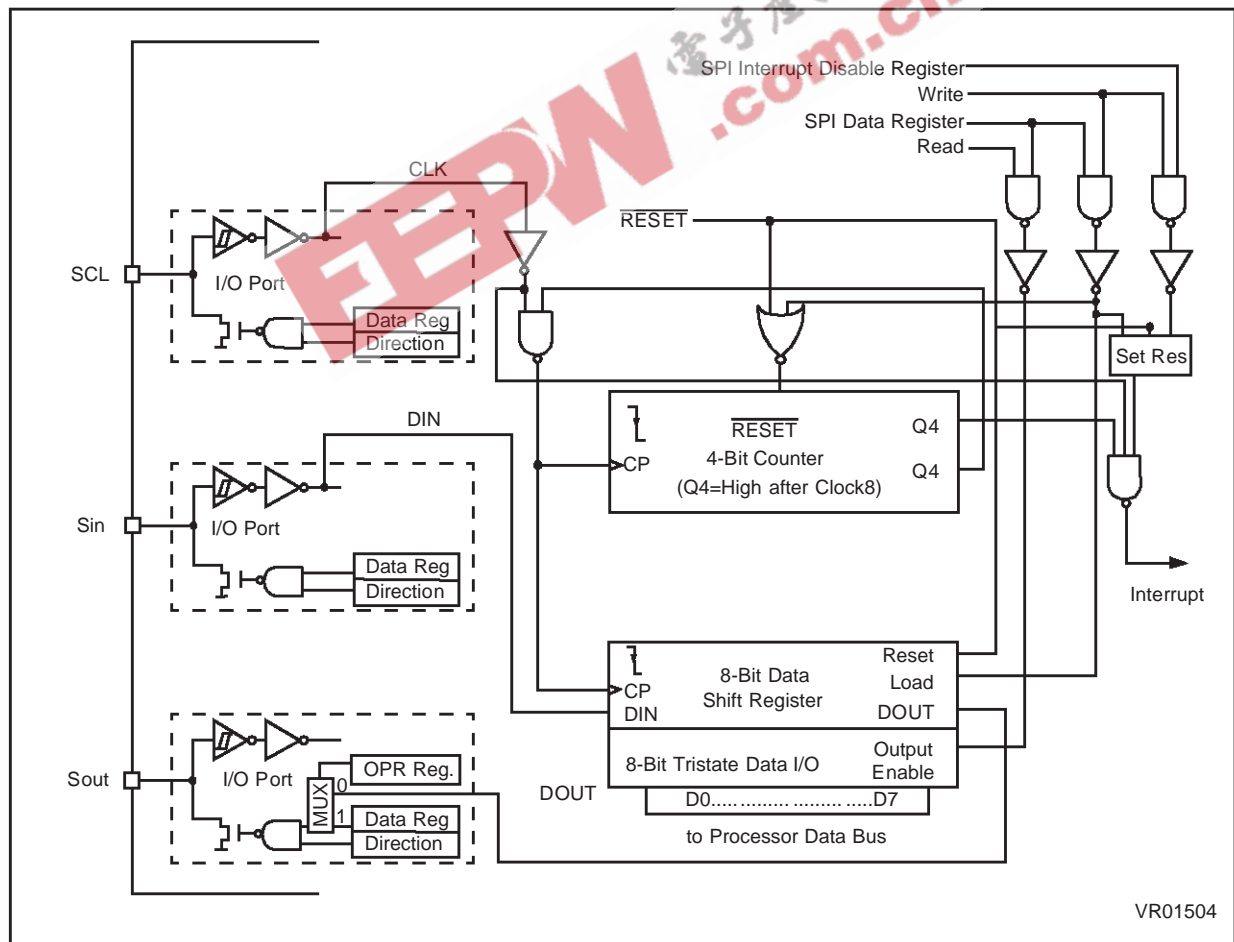 SPI Interrupt Disable Register
Write
SPI Data Register
Read
CLK
RESET
SCL
I/O Port
Data Reg
Direction
Set Res
RESET
Q4
CP
4-Bit Counter
Q4
(Q4=High after Clock8)
DIN
Sin
I/O Port
Data Reg
Direction
Interrupt
Reset
8-Bit Data
Load
CP
Shift Register
DIN
DOUT
Sout
I/O Port
OPR Reg.
MUX
0
1
Data Reg
Direction
8-Bit Tristate Data I/O
Output
Enable
DOUT
D0..... ......... ......... .....D7
to Processor Data Bus
VR01504
EEPW
.com.cn